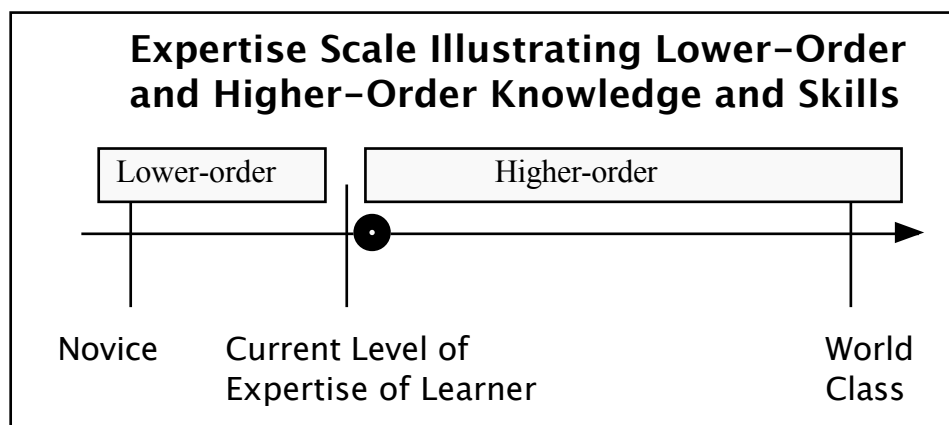 Expertise Scale Illustrating Lower-Order
and Higher-Order Knowledge and Skills
Lower-order
Higher-order
Novice
Current Level of
Expertise of Learner
World
Class